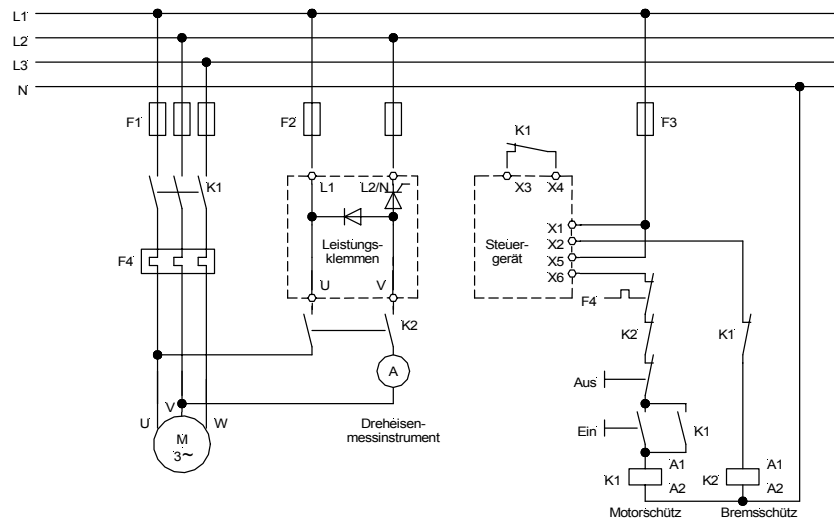 L1
L2
L3
N
F1
F2
F3
K1
K1
L1
L2/N
X3
X4
X1
X2
X5
X6
Leistungs-
klemmen
Steuer-
gerät
F4
U
V
F4
K2
K2
K1
A
Aus
U
V
W
Dreheisen-
messinstrument
Ein
K1
M
3~
K1
A1
A2
K2
A1
A2
Motorschütz
Bremsschütz